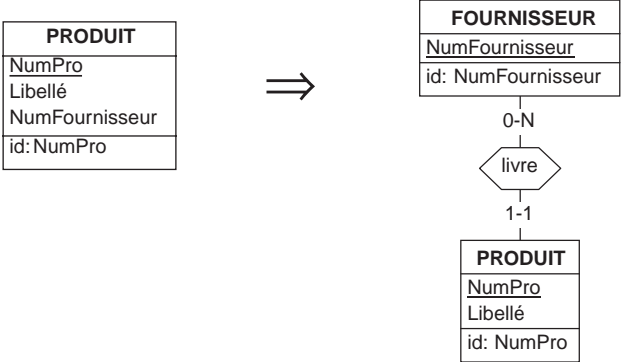 PRODUIT
NumPro
Libellé
NumFournisseur
id: NumPro
⇒
FOURNISSEUR
NumFournisseur
id: NumFournisseur
0-N
livre
1-1
PRODUIT
NumPro
Libellé
id: NumPro